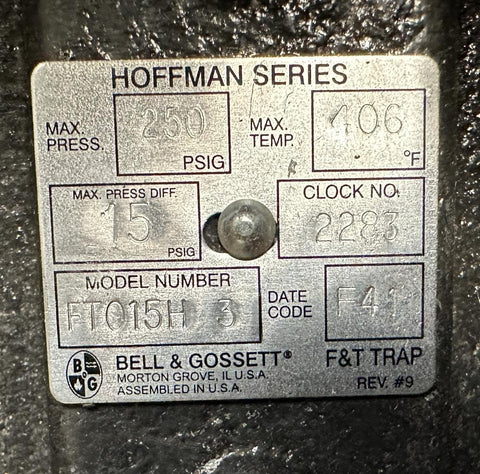 HOFFMAN SERIES
MAX. PRESS. 250 PSIG
MAX. TEMP. 406 °F
MAX. PRESS DIFF. 15 PSIG
CLOCK NO. 2283
MODEL NUMBER
FT015H 3
DATE CODE F41
B G
BELL & GOSSETT®
F&T TRAP
MORTON GROVE, IL U.S.A.
ASSEMBLED IN U.S.A.
REV. #9